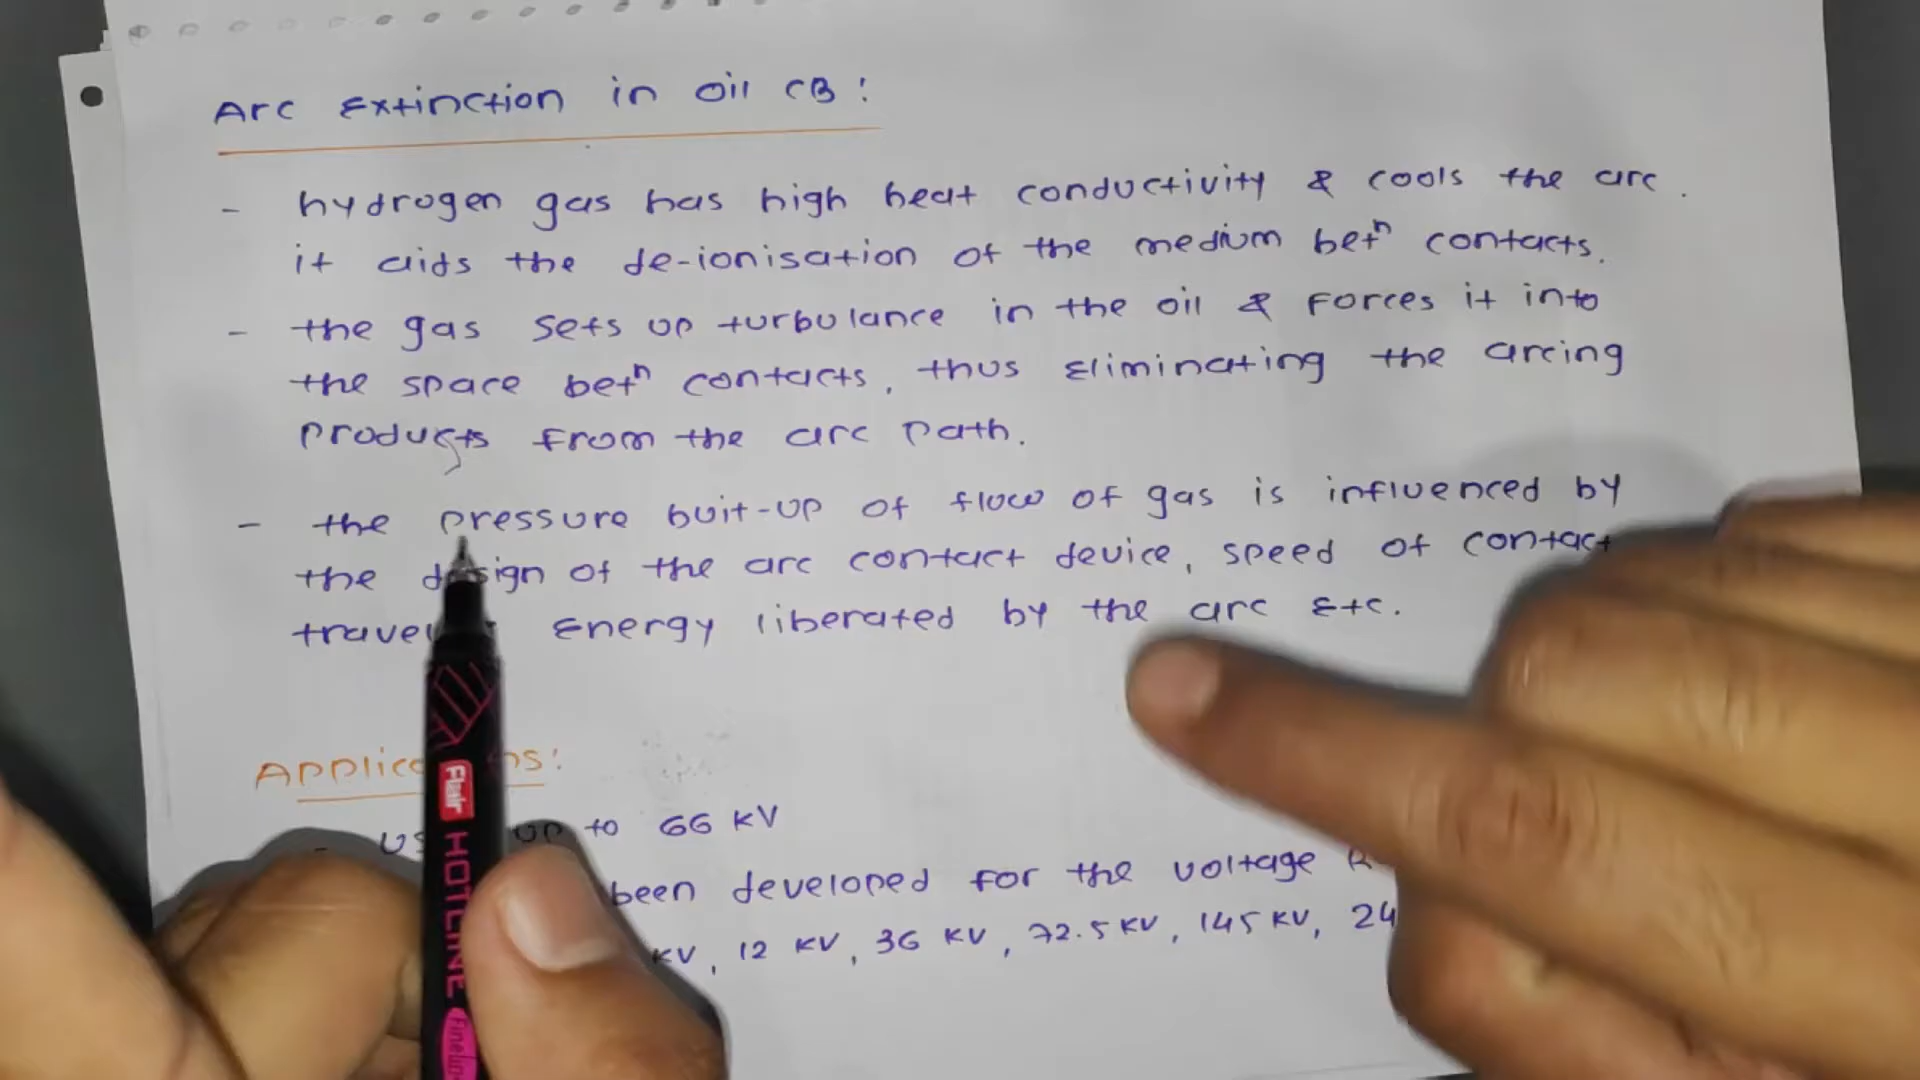 Arc Extinction in oil CB :
- hydrogen gas has high heat conductivity & cools the arc .
it aids the de-ionisation of the medium betn contacts.
- the gas sets up turbulance in the oil & forces it into
the space betn contacts, thus eliminating the arcing
products from the arc path.
- the pressure buit-up of flow of gas is influenced by
the design of the arc contact device, speed of contact
travel Energy liberated by the arc Etc.
Applications:
- up to 66 KV
been developed for the voltage
KV, 12 KV, 36 KV, 72.5 KV, 145 KV, 24
Flair
HOTLINE